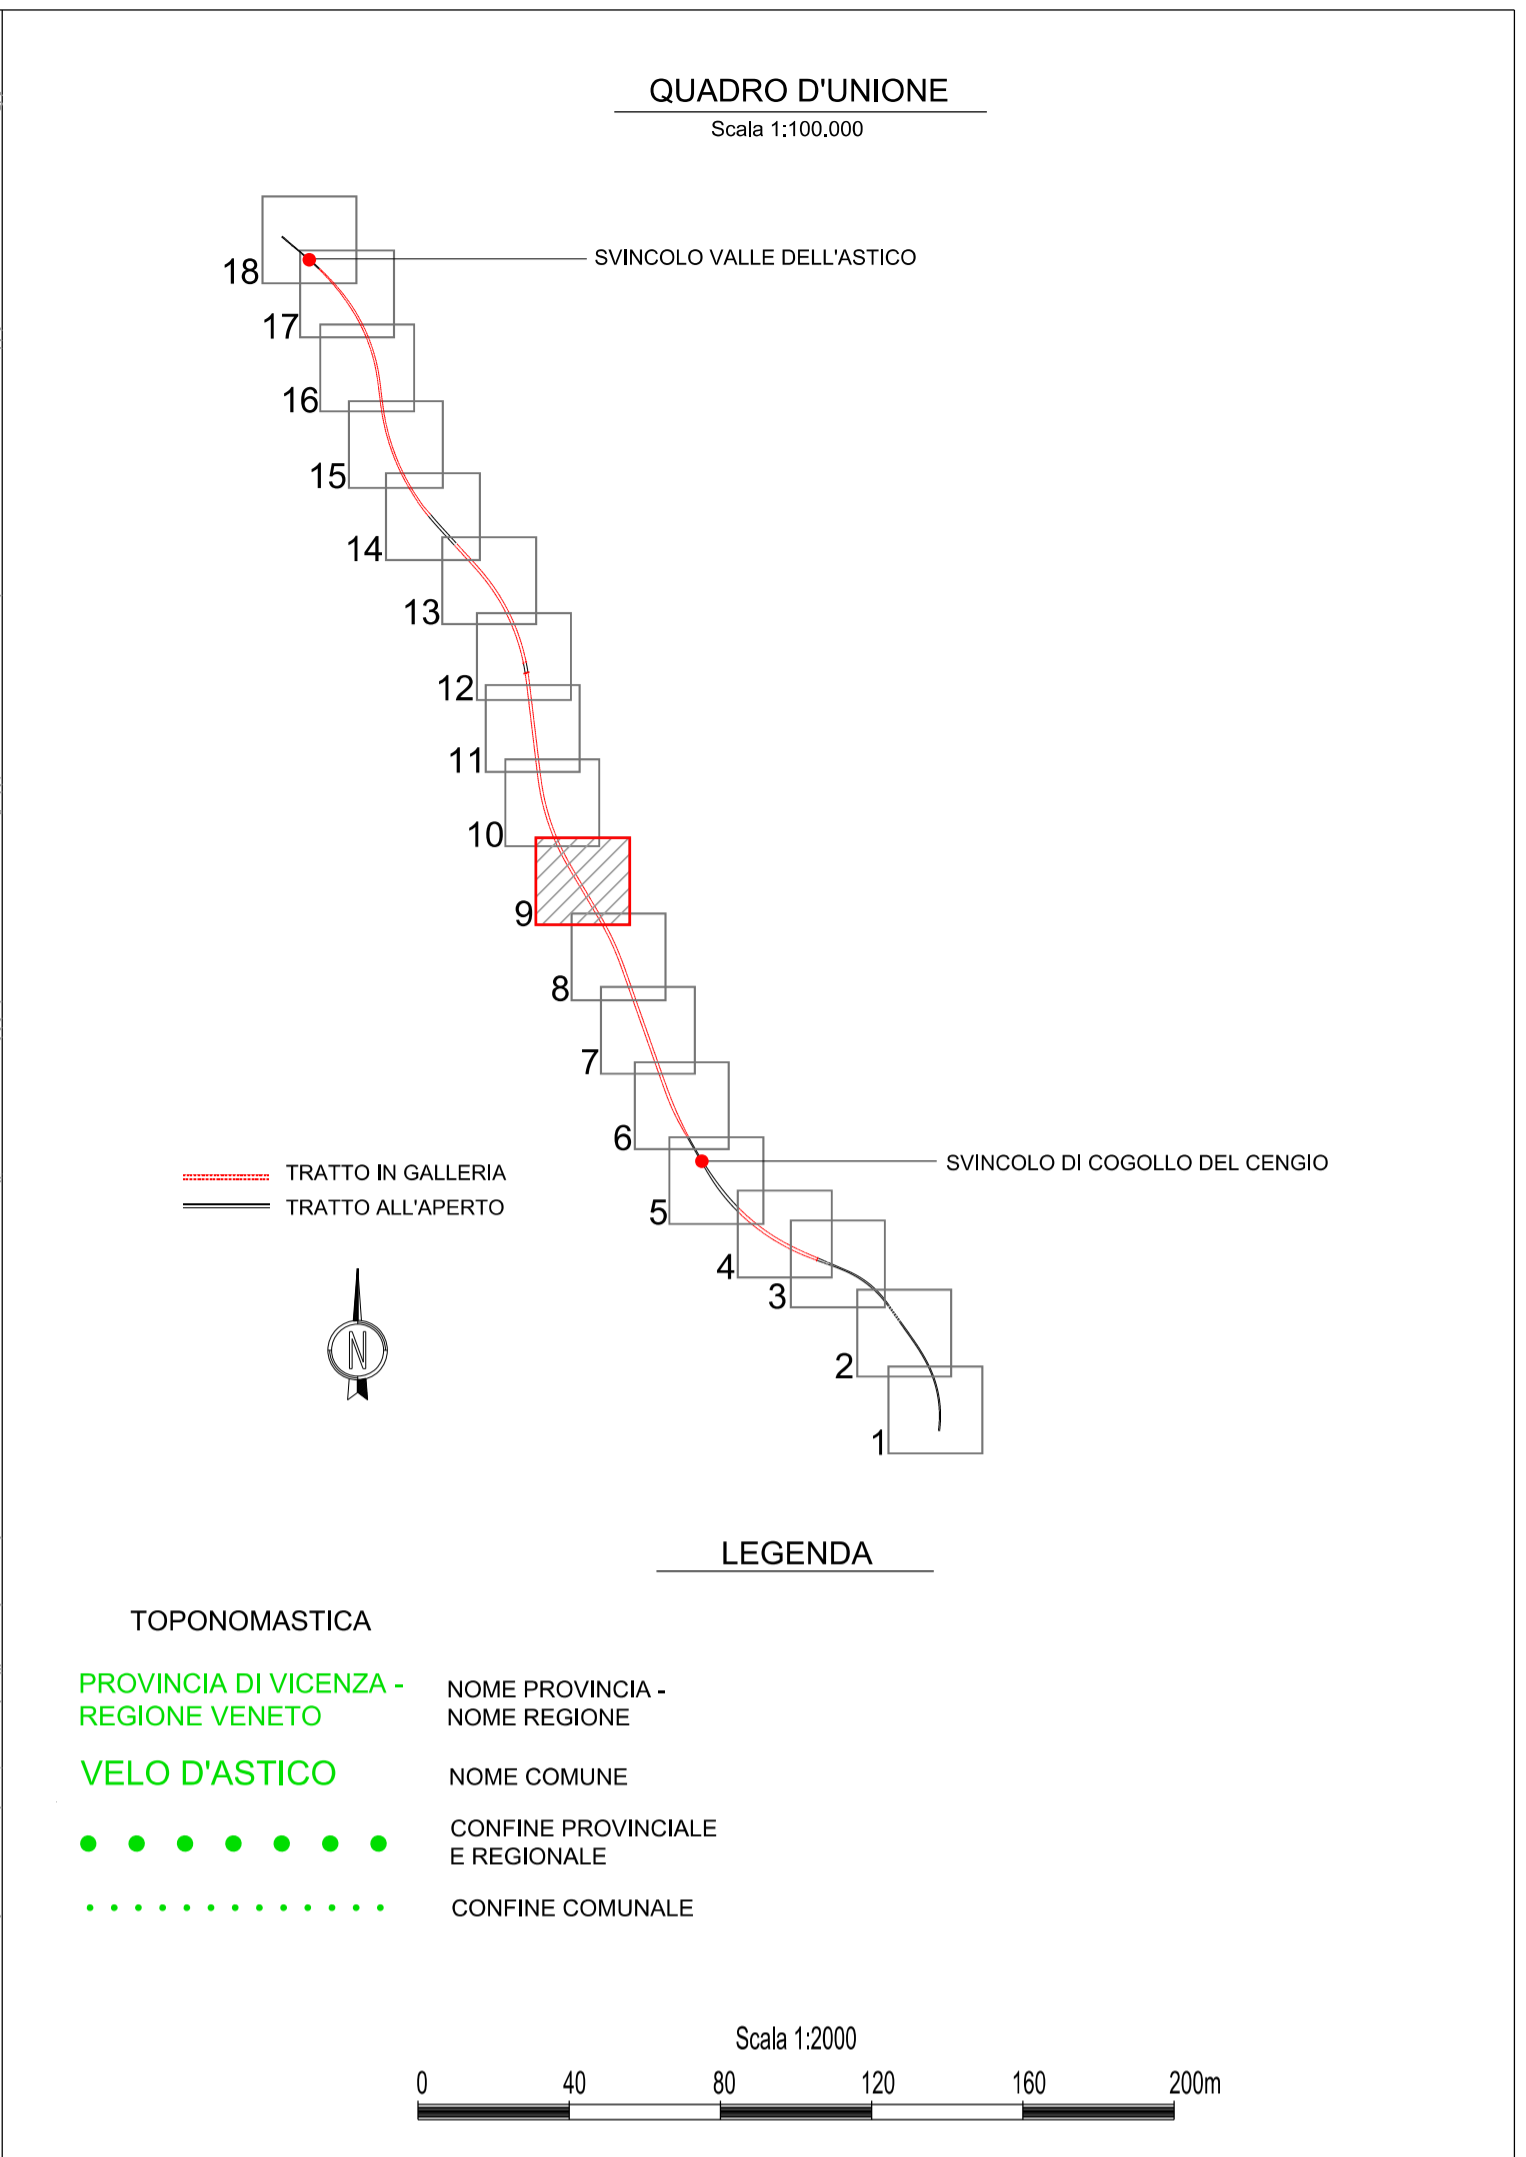 QUADRO D'UNIONE
Scala 1:100.000
SVINCOLO VALLE DELL'ASTICO
18
17
16
15
14
13
12
11
10
9
8
7
6
SVINCOLO DI COGOLLO DEL CENGIO
TRATTO IN GALLERIA
TRATTO ALL'APERTO
5
4
3
N
2
1
LEGENDA
TOPONOMASTICA
PROVINCIA DI VICENZA -
REGIONE VENETO
NOME PROVINCIA -
NOME REGIONE
VELO D'ASTICO
NOME COMUNE
CONFINE PROVINCIALE
E REGIONALE
CONFINE COMUNALE
Scala 1:2000
0 40 80 120 160 200m